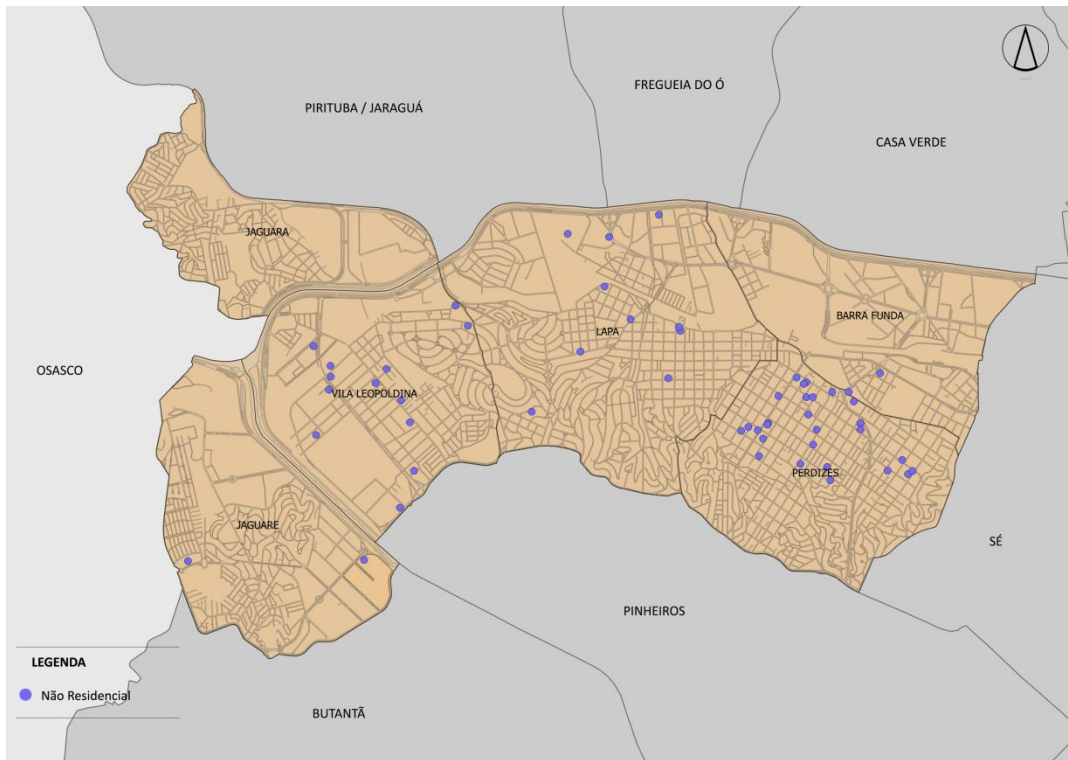 FREGUEIA DO Ó
PIRITUBA / JARAGUÁ
CASA VERDE
JAGUARA
BARRA FUNDA
LAPA
OSASCO
VILA LEOPOLDINA
PERDIZES
JAGUARE
SÉ
PINHEIROS
LEGENDA
Não Residencial
BUTANTÃ